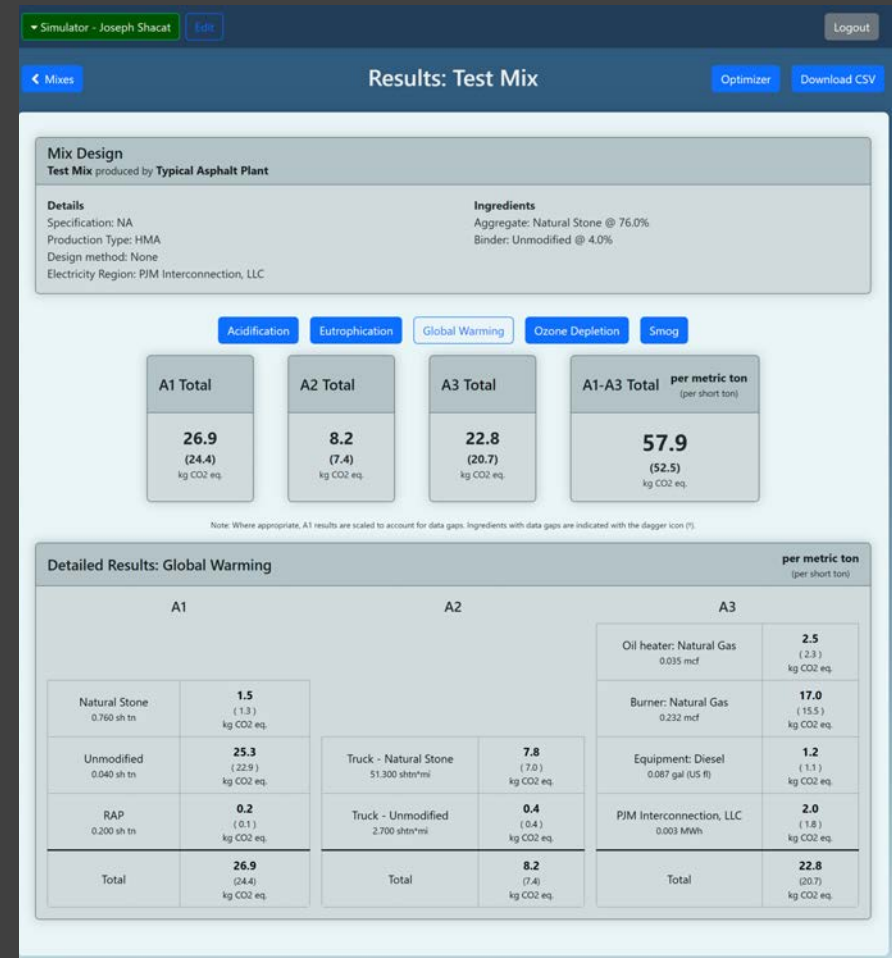 Simulator - Joseph Shacat Edit Logout
Mixes Results: Test Mix Optimizer Download CSV
Mix Design
Test Mix produced by Typical Asphalt Plant
Details Ingredients
Specification: NA Aggregate: Natural Stone @ 76.0%
Production Type: HMA Binder: Unmodified @ 4.0%
Design method: None
Electricity Region: PJM Interconnection, LLC
Acidification Eutrophication Global Warming Ozone Depletion Smog
A1 Total A2 Total A3 Total A1-A3 Total per metric ton
(per short ton)
26.9 8.2 22.8 57.9
(24.4) (7.4) (20.7) (52.5)
kg CO2 eq. kg CO2 eq. kg CO2 eq. kg CO2 eq.
Note: Where appropriate, A1 results are scaled to account for data gaps. Ingredients with data gaps are indicated with the dagger icon (†).
Detailed Results: Global Warming per metric ton
(per short ton)
A1
Natural Stone 1.5
0.760 sh tn (1.3)
kg CO2 eq.
Unmodified 25.3
0.040 sh tn (22.9)
kg CO2 eq.
RAP 0.2
0.200 sh tn (0.1)
kg CO2 eq.
Total 26.9
(24.4)
kg CO2 eq.
A2
Truck - Natural Stone 7.8
51.300 shtn*mi (7.0)
kg CO2 eq.
Truck - Unmodified 0.4
2.700 shtn*mi (0.4)
kg CO2 eq.
Total 8.2
(7.4)
kg CO2 eq.
A3
Oil heater: Natural Gas 2.5
0.035 mcf (2.3)
kg CO2 eq.
Burner: Natural Gas 17.0
0.232 mcf (15.5)
kg CO2 eq.
Equipment: Diesel 1.2
0.087 gal (US fl) (1.1)
kg CO2 eq.
PJM Interconnection, LLC 2.0
0.003 MWh (1.8)
kg CO2 eq.
Total 22.8
(20.7)
kg CO2 eq.